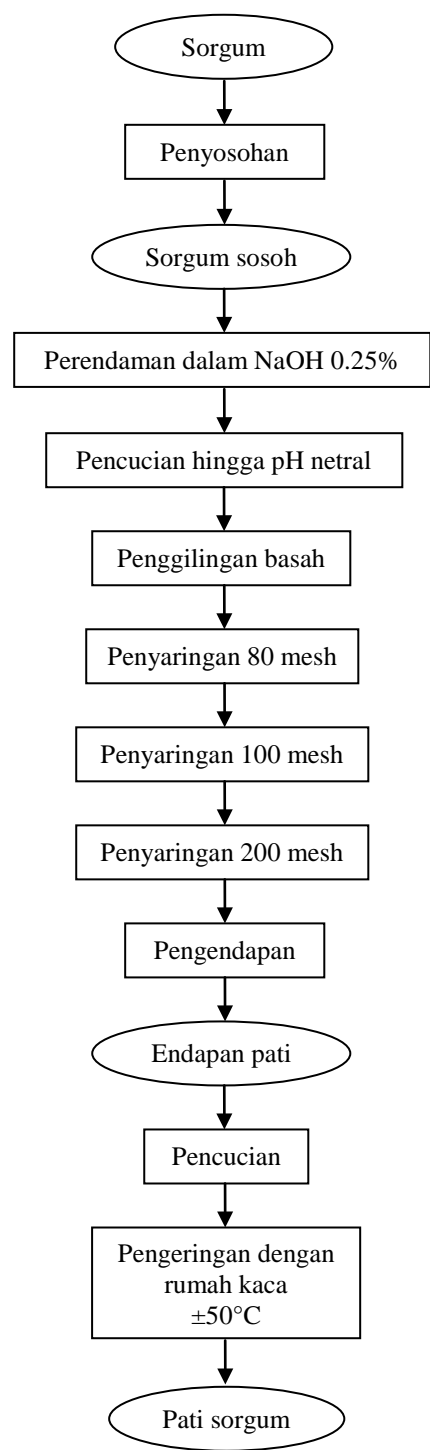 Sorgum
Penyosohan
Sorgum sosoh
Perendaman dalam NaOH 0.25%
Pencucian hingga pH netral
Penggilingan basah
Penyaringan 80 mesh
Penyaringan 100 mesh
Penyaringan 200 mesh
Pengendapan
Endapan pati
Pencucian
Pengeringan dengan
rumah kaca
±50°C
Pati sorgum